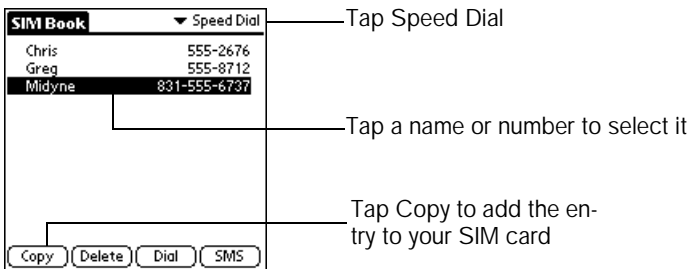 SIM Book Speed Dial
Tap Speed Dial
Chris 555-2676
Greg 555-8712
Midyne 831-555-6737
Tap a name or number to select it
Tap Copy to add the en-
try to your SIM card
Copy Delete Dial SMS